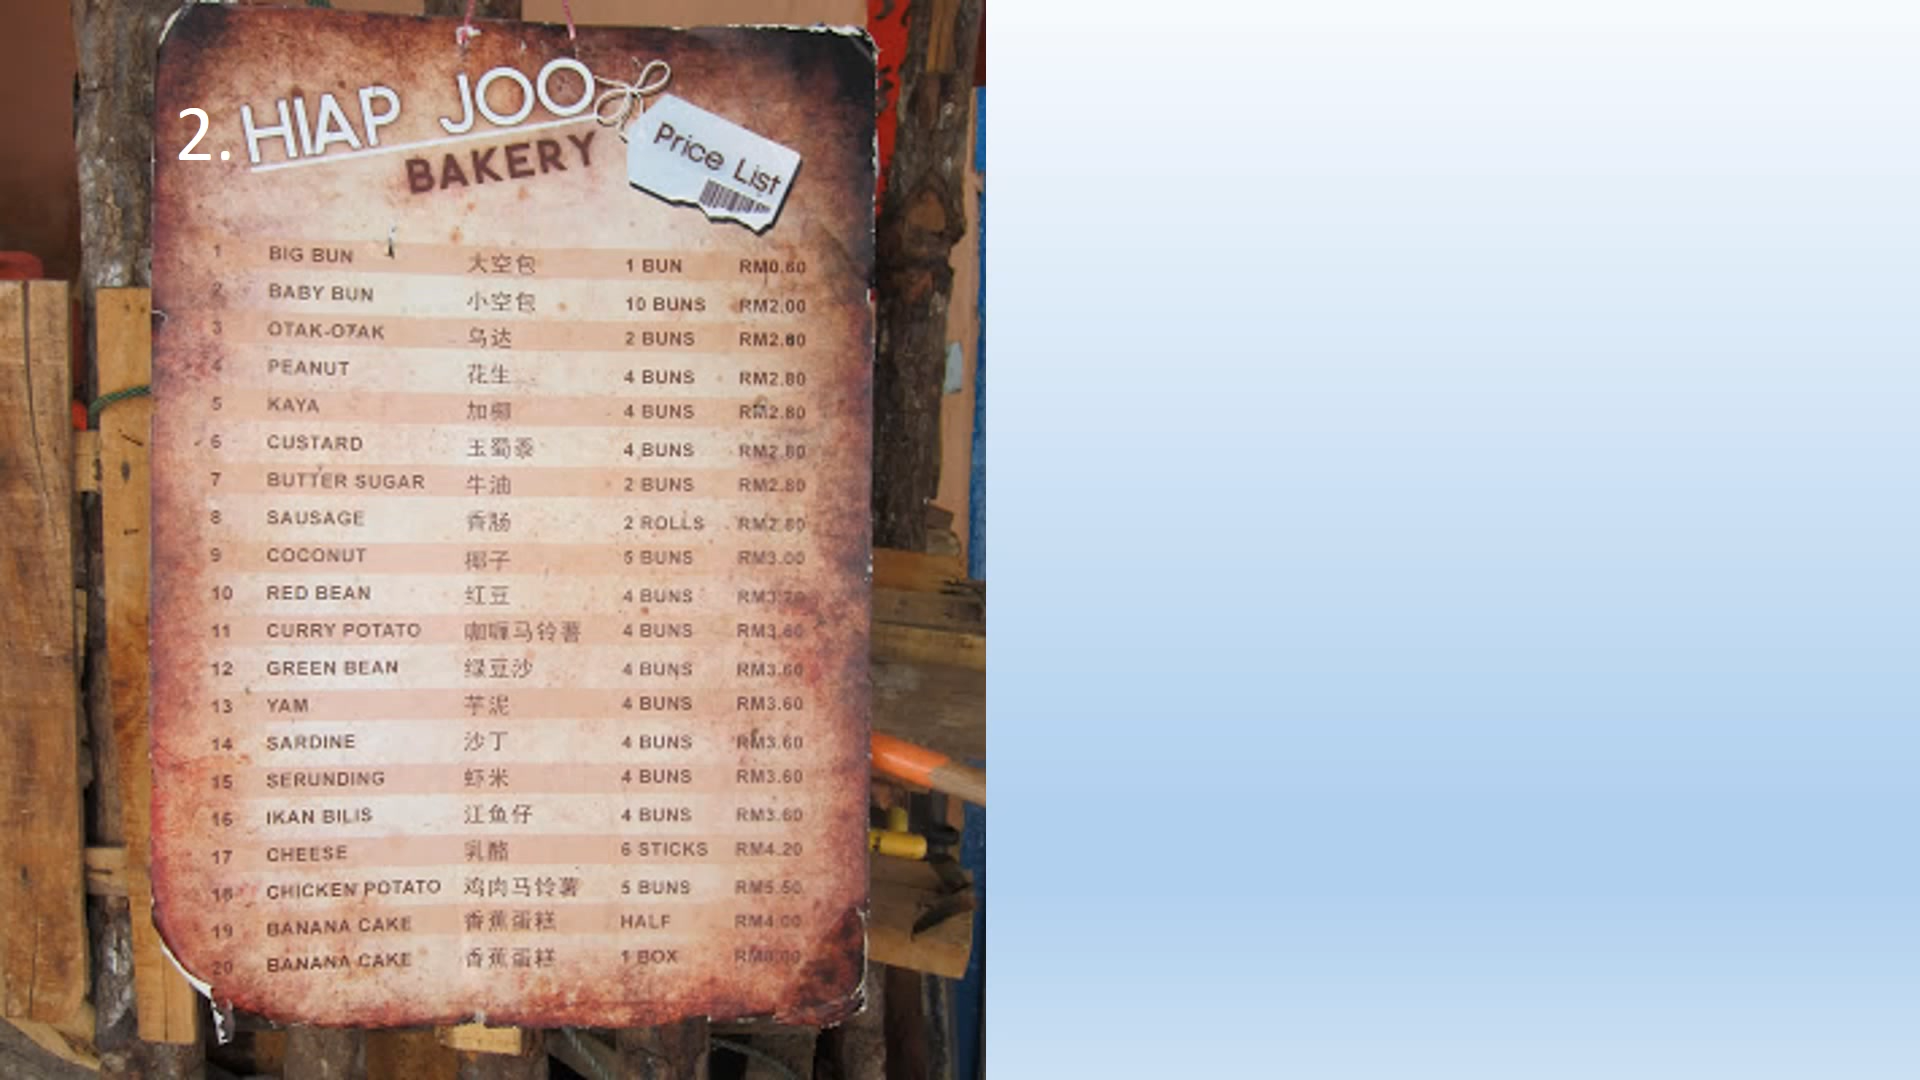 2. HIAP JOO
BAKERY
Price List
1 BIG BUN 大空包 1 BUN RM0.60
2 BABY BUN 小空包 10 BUNS RM2.00
3 OTAK-OTAK 乌达 2 BUNS RM2.80
4 PEANUT 花生 4 BUNS RM2.80
5 KAYA 加椰 4 BUNS RM2.80
6 CUSTARD 玉蜀黍 4 BUNS RM2.80
7 BUTTER SUGAR 牛油 2 BUNS RM2.80
8 SAUSAGE 香肠 2 ROLLS RM2.80
9 COCONUT 椰子 5 BUNS RM3.00
10 RED BEAN 红豆 4 BUNS
11 CURRY POTATO 咖喱马铃薯 4 BUNS RM3.60
12 GREEN BEAN 绿豆沙 4 BUNS RM3.60
13 YAM 芋泥 4 BUNS RM3.60
14 SARDINE 沙丁 4 BUNS RM3.60
15 SERUNDING 虾米 4 BUNS RM3.60
16 IKAN BILIS 江鱼仔 4 BUNS RM3.60
17 CHEESE 乳酪 6 STICKS RM4.20
18 CHICKEN POTATO 鸡肉马铃薯 5 BUNS RM5.50
19 BANANA CAKE 香蕉蛋糕 HALF RM4.00
20 BANANA CAKE 香蕉蛋糕 1 BOX RM8.00